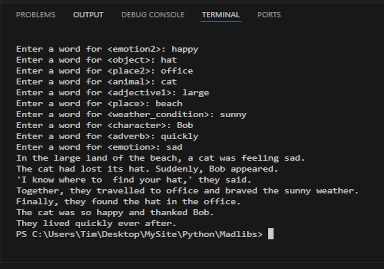 PROBLEMS OUTPUT DEBUG CONSOLE TERMINAL PORTS
Enter a word for <emotion2>: happy
Enter a word for <object>: hat
Enter a word for <place2>: office
Enter a word for <animal>: cat
Enter a word for <adjective1>: large
Enter a word for <place>: beach
Enter a word for <weather_condition>: sunny
Enter a word for <character>: Bob
Enter a word for <adverb>: quickly
Enter a word for <emotion>: sad
In the large land of the beach, a cat was feeling sad.
The cat had lost its hat. Suddenly, Bob appeared.
'I know where to  find your hat,' they said.
Together, they travelled to office and braved the sunny weather.
Finally, they found the hat in the office.
The cat was so happy and thanked Bob.
They lived quickly ever after.
PS C:\Users\Tim\Desktop\MySite\Python\Madlibs>